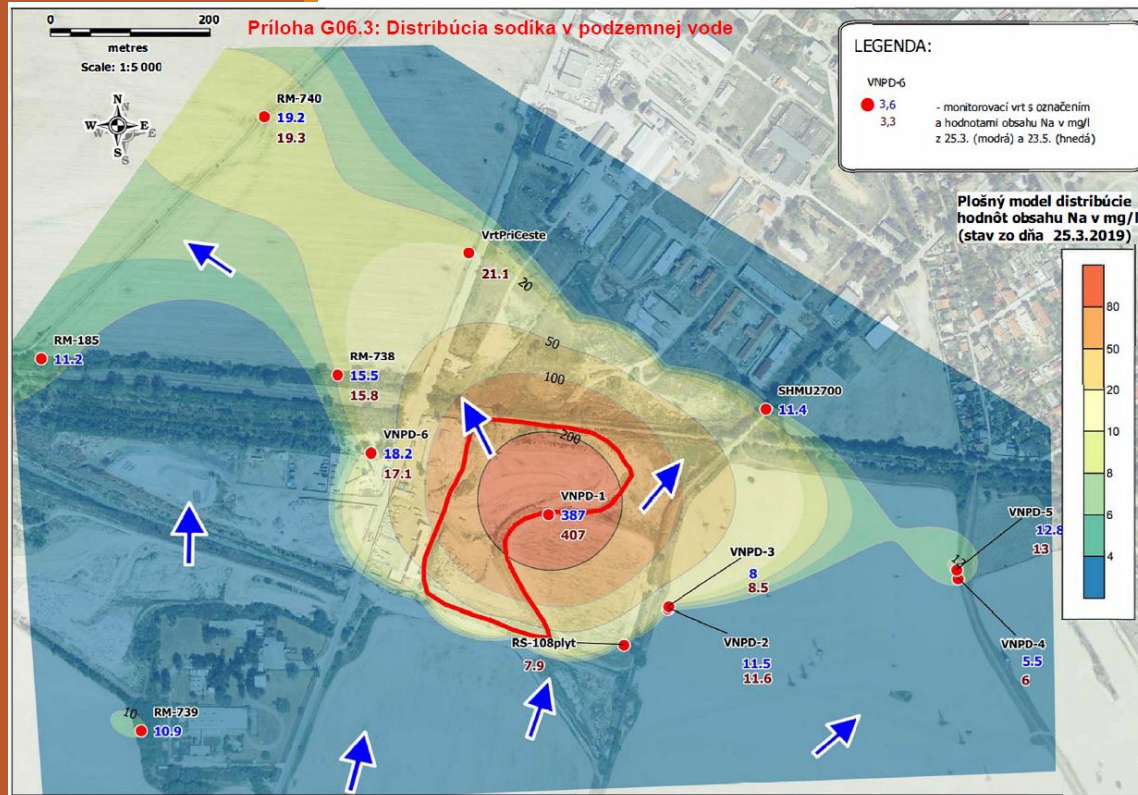 0 200
metres
Scale: 1:5 000
Príloha G06.3: Distribúcia sodíka v podzemnej vode
N
W E
S
LEGENDA:
VNPD-6
3,6
3,3
- monitorovací vrt s označením
a hodnotami obsahu Na v mg/l
z 25.3. (modrá) a 23.5. (hnedá)
Plošný model distribúcie
hodnôt obsahu Na v mg/l
(stav zo dňa 25.3.2019)
80
50
20
10
8
6
4
RM-740
19.2
19.3
VrtPriCeste
21.1
20
50
100
200
RM-185
11.2
RM-738
15.5
15.8
SHMU2700
11.4
VNPD-6
18.2
17.1
VNPD-1
387
407
VNPD-5
12.8
13
12
VNPD-3
8
8.5
VNPD-2
11.5
11.6
VNPD-4
5.5
6
RS-108plyt
7.9
10
RM-739
10.9